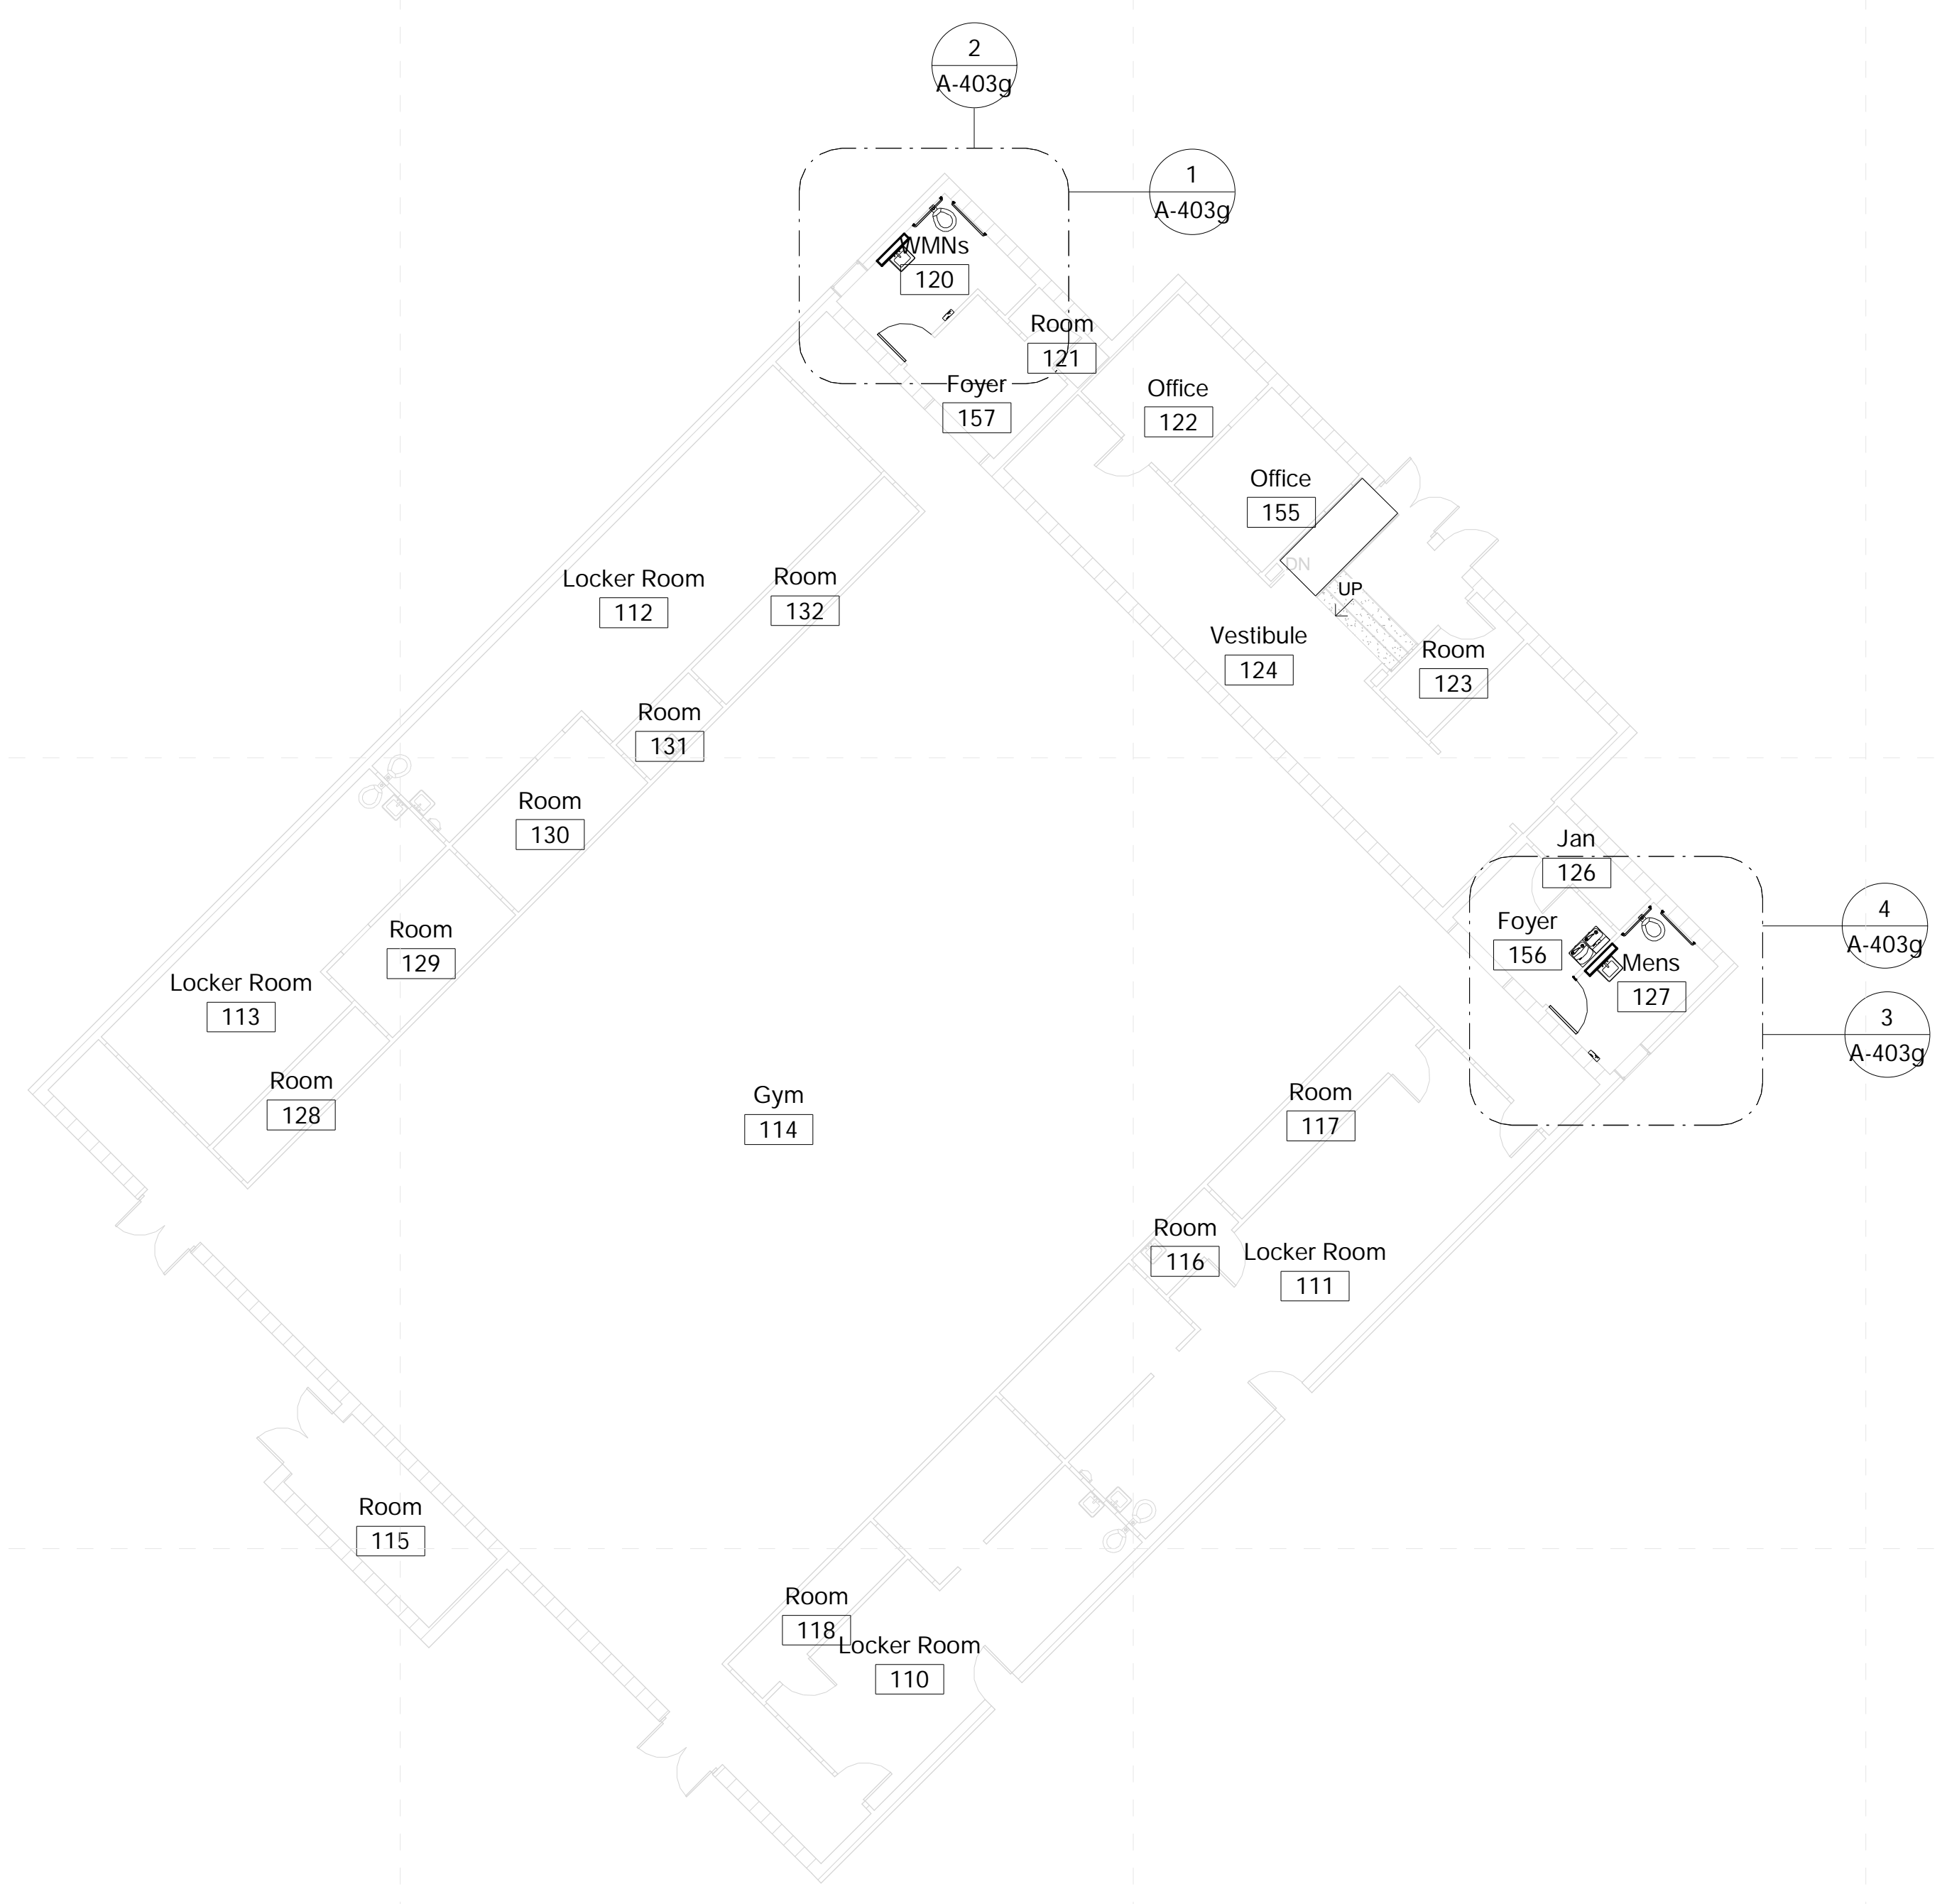 2
A-403g
1
A-403g
WMNs
120
Room
121
Foyer
157
Office
122
Office
155
DN
UP
Locker Room
112
Room
132
Vestibule
124
Room
123
Room
131
Room
130
Jan
126
Foyer
156
Mens
127
4
A-403g
3
A-403g
Room
129
Locker Room
113
Room
128
Gym
114
Room
117
Room
116
Locker Room
111
Room
115
Room
118
Locker Room
110